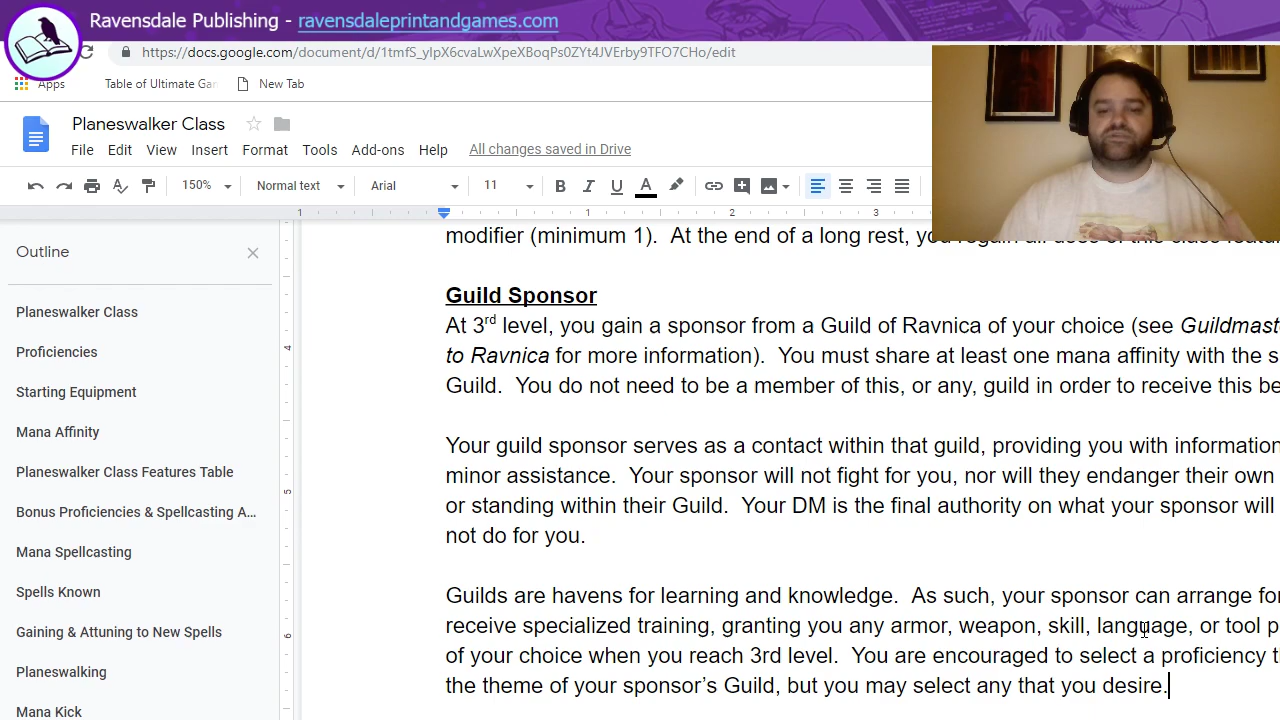 Ravensdale Publishing - ravensdaleprintandgames.com
https://docs.google.com/document/d/
Apps Table of Ultimate Gar New Tab
Planeswalker Class
File Edit View Insert Format Tools Add-ons Help All changes saved in Drive
150% Normal text Arial 11 B I U A
1 1 2 3
Outline
Planeswalker Class
Proficiencies
Starting Equipment
Mana Affinity
Planeswalker Class Features Table
Bonus Proficiencies & Spellcasting A...
Mana Spellcasting
Spells Known
Gaining & Attuning to New Spells
Planeswalking
Mana Kick
4
5
6
modifier (minimum 1). At the end of a long rest, you regain all uses of this class
Guild Sponsor
At 3rd level, you gain a sponsor from a Guild of Ravnica of your choice (see Guildmast
to Ravnica for more information). You must share at least one mana affinity with the s
Guild. You do not need to be a member of this, or any, guild in order to receive this be
Your guild sponsor serves as a contact within that guild, providing you with information
minor assistance. Your sponsor will not fight for you, nor will they endanger their own
or standing within their Guild. Your DM is the final authority on what your sponsor will
not do for you.
Guilds are havens for learning and knowledge. As such, your sponsor can arrange for
receive specialized training, granting you any armor, weapon, skill, language, or tool p
of your choice when you reach 3rd level. You are encouraged to select a proficiency t
the theme of your sponsor's Guild, but you may select any that you desire.